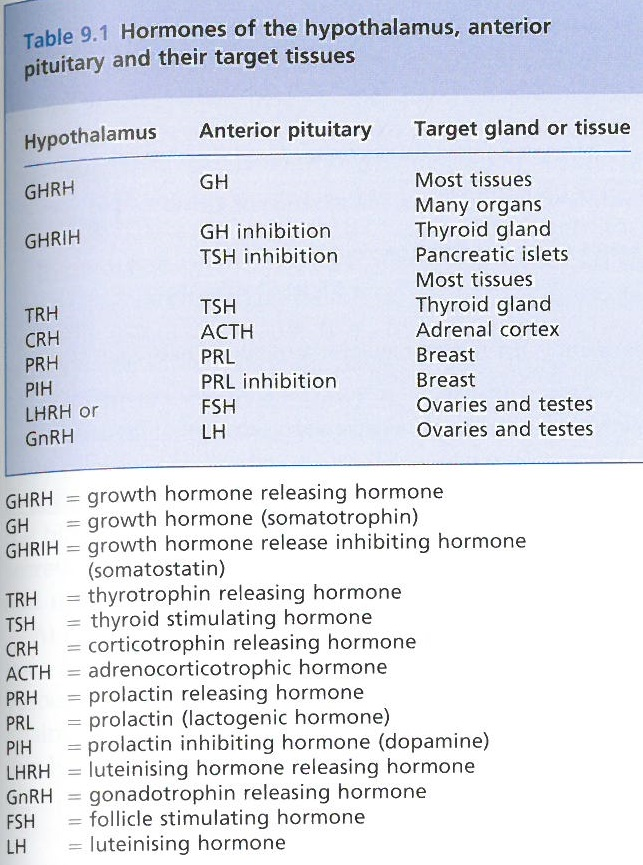 Table 9.1 Hormones of the hypothalamus, anterior
pituitary and their target tissues
Hypothalamus Anterior pituitary Target gland or tissue
GHRH GH Most tissues
Many organs
GHRIH GH inhibition Thyroid gland
TSH inhibition Pancreatic islets
Most tissues
TRH TSH Thyroid gland
CRH ACTH Adrenal cortex
PRH PRL Breast
PIH PRL inhibition Breast
LHRH or FSH Ovaries and testes
GnRH LH Ovaries and testes
GHRH = growth hormone releasing hormone
GH = growth hormone (somatotrophin)
GHRIH = growth hormone release inhibiting hormone
(somatostatin)
TRH = thyrotrophin releasing hormone
TSH = thyroid stimulating hormone
CRH = corticotrophin releasing hormone
ACTH = adrenocorticotrophic hormone
PRH = prolactin releasing hormone
PRL = prolactin (lactogenic hormone)
PIH = prolactin inhibiting hormone (dopamine)
LHRH = luteinising hormone releasing hormone
GnRH = gonadotrophin releasing hormone
FSH = follicle stimulating hormone
LH = luteinising hormone